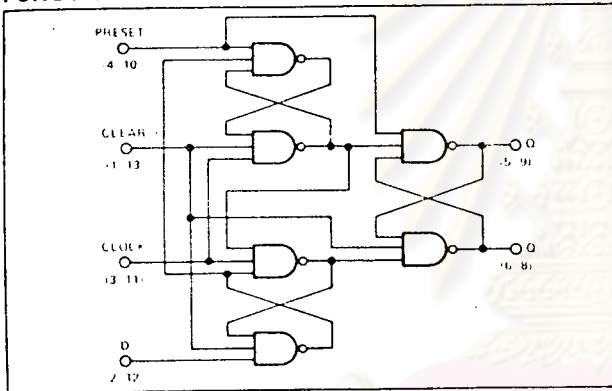 PRESET
(4, 10)
CLEAR
(1, 13)
Q
(5, 9)
CLOCK
(3, 11)
Q
(6, 8)
D
2, 12